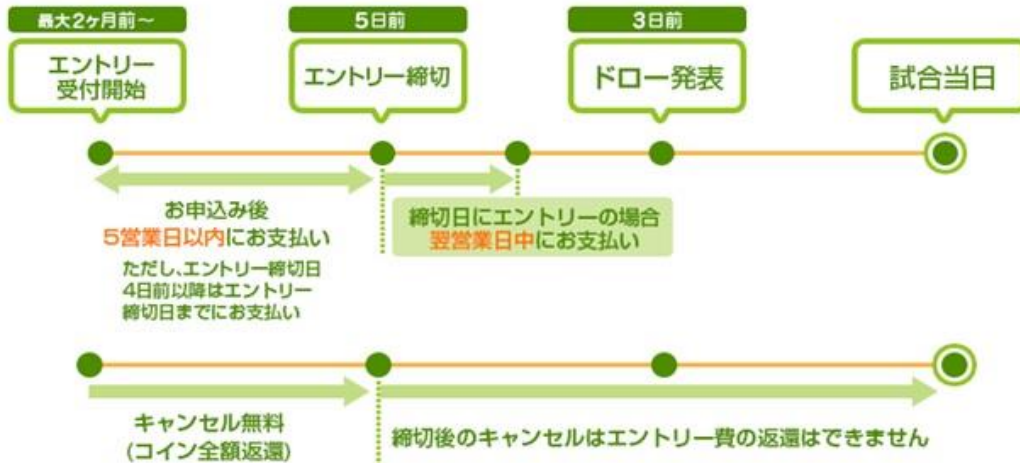 最大2ヶ月前～
エントリー
受付開始
5日前
エントリー締切
3日前
ドロー発表
試合当日
お申込み後
5営業日以内にお支払い
ただし、エントリー締切日
4日前以降はエントリー
締切日までにお支払い
締切日にエントリーの場合
翌営業日中にお支払い
キャンセル無料
(コイン全額返還)
締切後のキャンセルはエントリー費の返還はできません